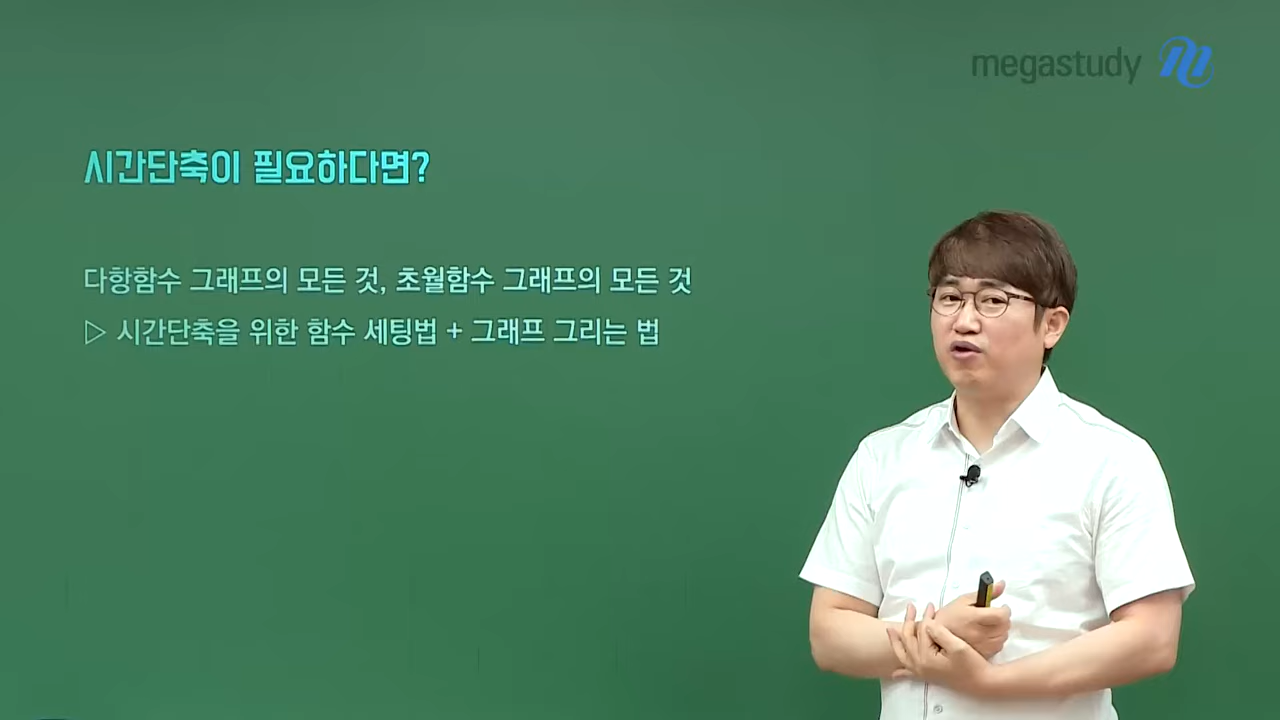 megastudy
시간단축이 필요하다면?
다항함수 그래프의 모든 것, 초월함수 그래프의 모든 것
▷ 시간단축을 위한 함수 세팅법 + 그래프 그리는 법